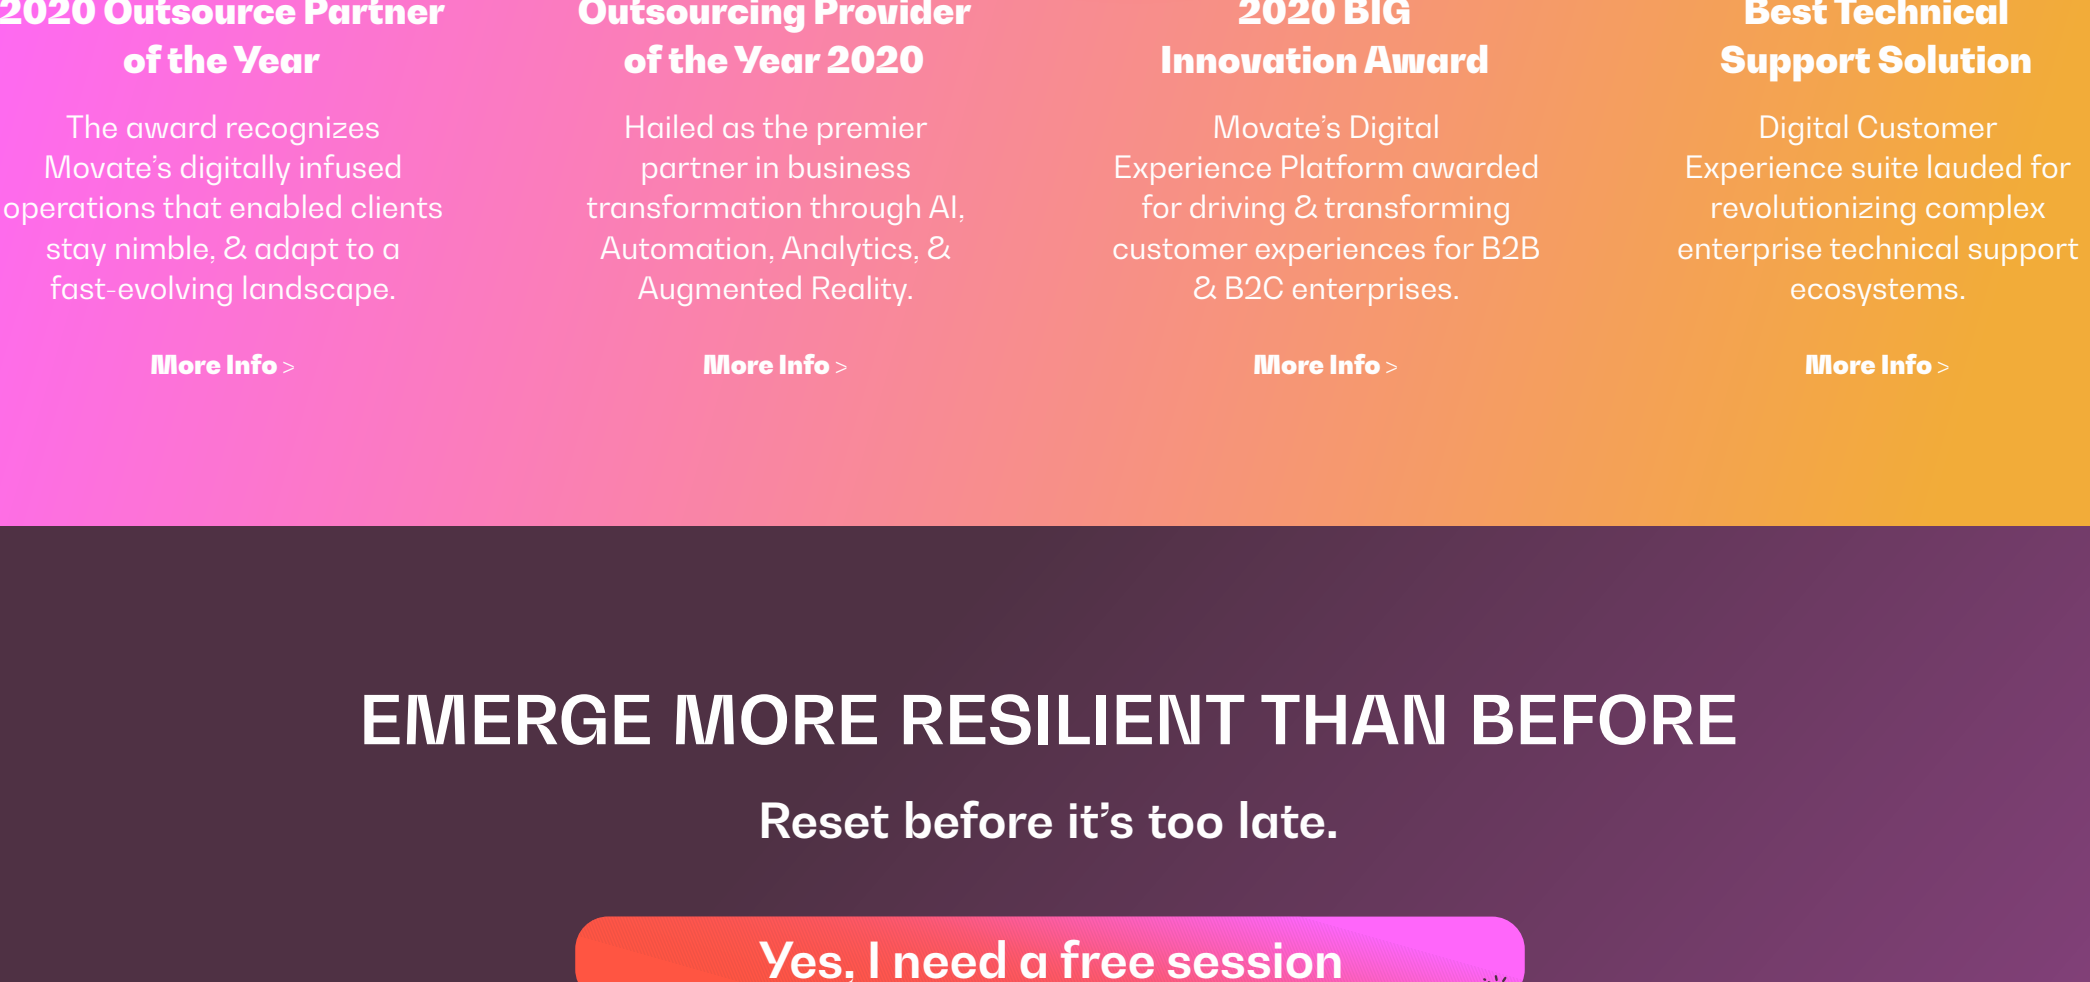 2020 Outsource Partner
of the Year
The award recognizes
Movate's digitally infused
operations that enabled clients
stay nimble, & adapt to a
fast-evolving landscape.
More Info >
Outsourcing Provider
of the Year 2020
Hailed as the premier
partner in business
transformation through AI,
Automation, Analytics, &
Augmented Reality.
More Info >
2020 BIG
Innovation Award
Movate's Digital
Experience Platform awarded
for driving & transforming
customer experiences for B2B
& B2C enterprises.
More Info >
Best Technical
Support Solution
Digital Customer
Experience suite lauded for
revolutionizing complex
enterprise technical support
ecosystems.
More Info >
EMERGE MORE RESILIENT THAN BEFORE
Reset before it's too late.
Yes, I need a free session